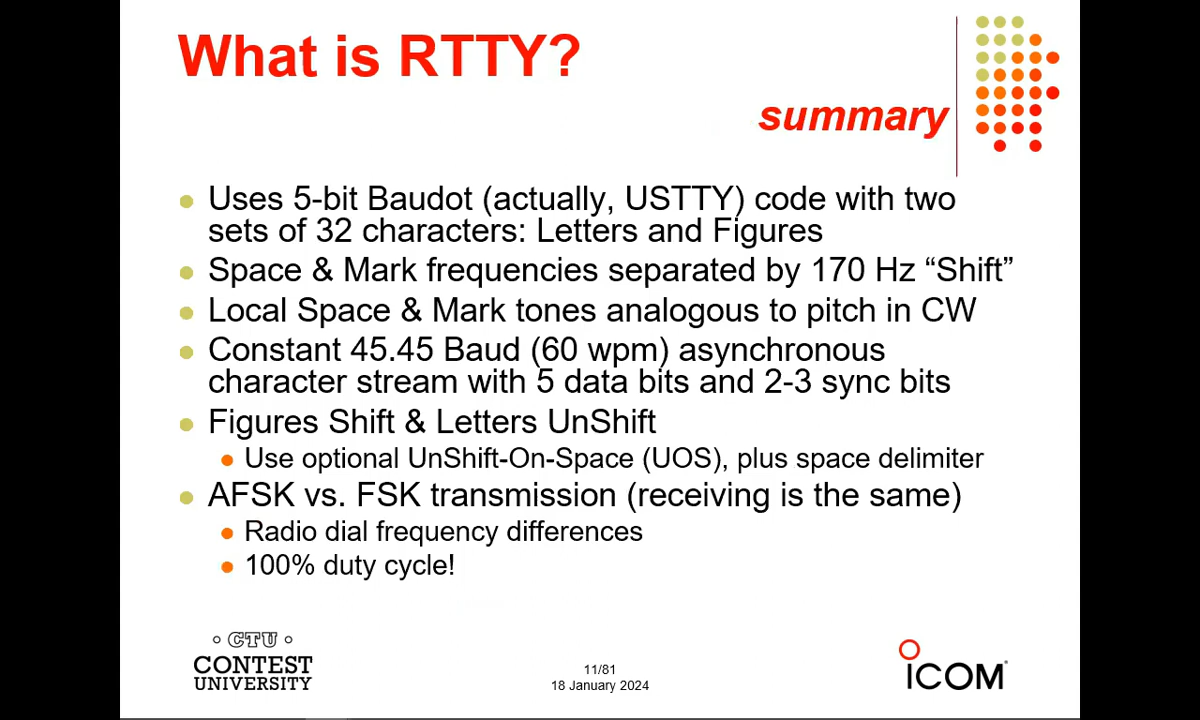 What is RTTY?
summary
Uses 5-bit Baudot (actually, USTTY) code with two
sets of 32 characters: Letters and Figures
Space & Mark frequencies separated by 170 Hz “Shift”
Local Space & Mark tones analogous to pitch in CW
Constant 45.45 Baud (60 wpm) asynchronous
character stream with 5 data bits and 2-3 sync bits
Figures Shift & Letters UnShift
Use optional UnShift-On-Space (UOS), plus space delimiter
AFSK vs. FSK transmission (receiving is the same)
Radio dial frequency differences
100% duty cycle!
CTU
CONTEST
UNIVERSITY
11/81
18 January 2024
ICOM